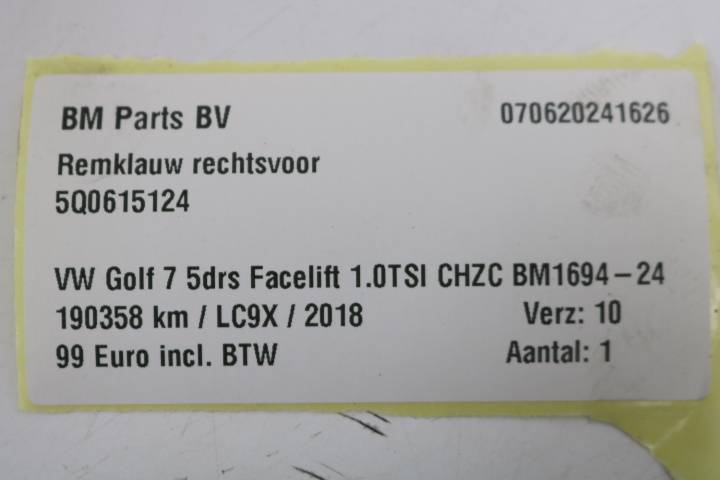 BM Parts BV 070620241626
Remklauw rechtsvoor
5Q0615124
VW Golf 7 5drs Facelift 1.0TSI CHZC BM1694-24
190358 km / LC9X / 2018 Verz: 10
99 Euro incl. BTW Aantal: 1